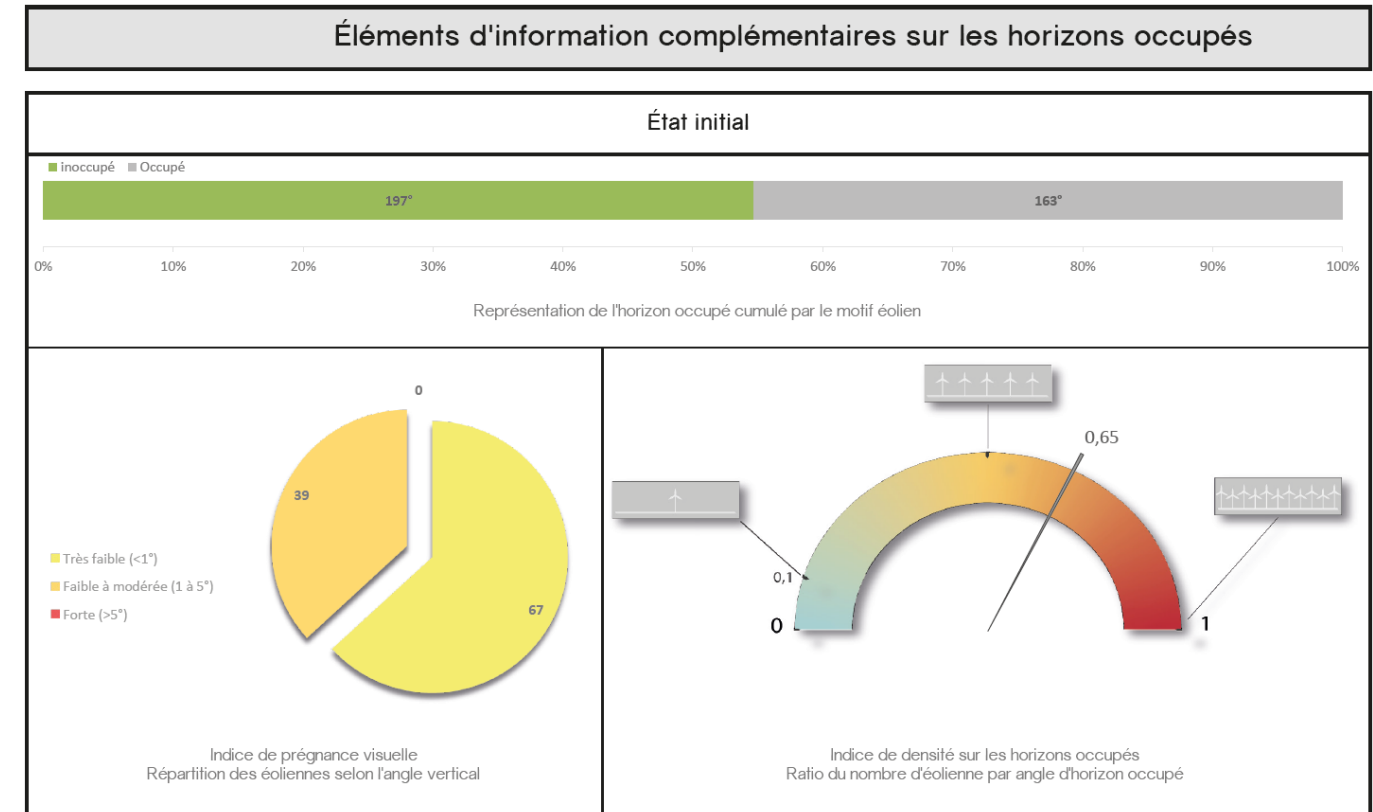 Éléments d'information complémentaires sur les horizons occupés
État initial
inoccupé Occupé
197° 163°
0% 10% 20% 30% 40% 50% 60% 70% 80% 90% 100%
Représentation de l'horizon occupé cumulé par le motif éolien
0
39
67
Très faible (<1°)
Faible à modérée (1 à 5°)
Forte (>5°)
Indice de prégnance visuelle
Répartition des éoliennes selon l'angle vertical
0,65
0,1
0 1
Indice de densité sur les horizons occupés
Ratio du nombre d'éolienne par angle d'horizon occupé